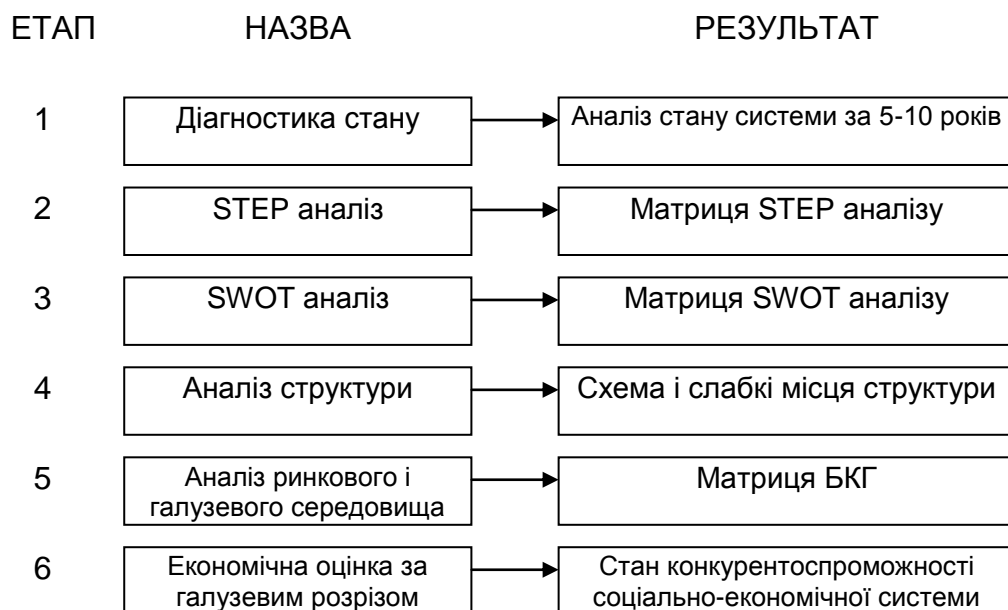 ЕТАП НАЗВА РЕЗУЛЬТАТ
1 Діагностика стану Аналіз стану системи за 5-10 років
2 STEP аналіз Матриця STEP аналізу
3 SWOT аналіз Матриця SWOT аналізу
4 Аналіз структури Схема і слабкі місця структури
5 Аналіз ринкового і
галузевого середовища
Матриця БКГ
6 Економічна оцінка за
галузевим розрізом
Стан конкурентоспроможності
соціально-економічної системи